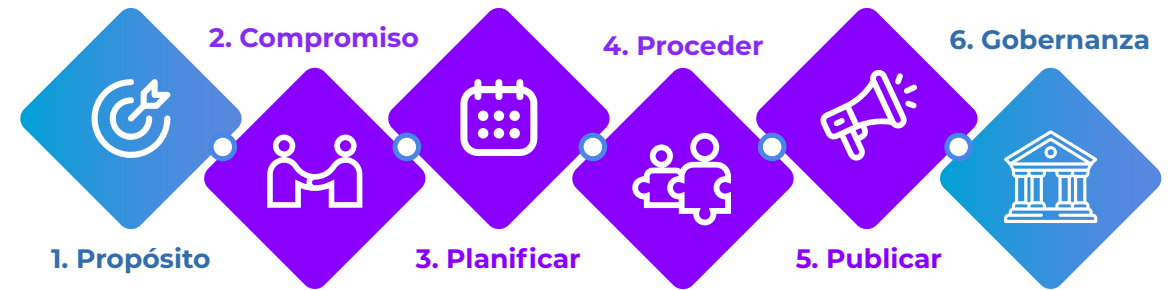 1. Propósito
2. Compromiso
3. Planificar
4. Proceder
5. Publicar
6. Gobernanza